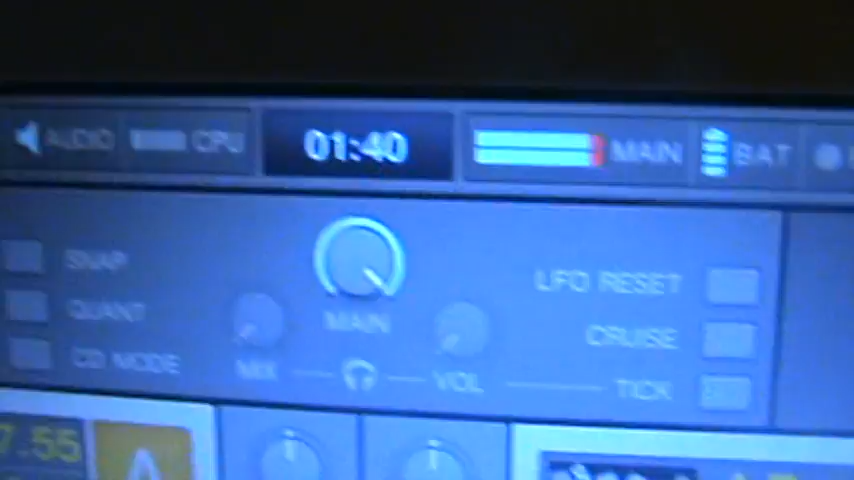 AUDIO CPU 01:40 MAIN BAT
SNAP
QUANT
CD MODE
MAIN
MIX
VOL
LFO RESET
CRUISE
TICK
7.55
A